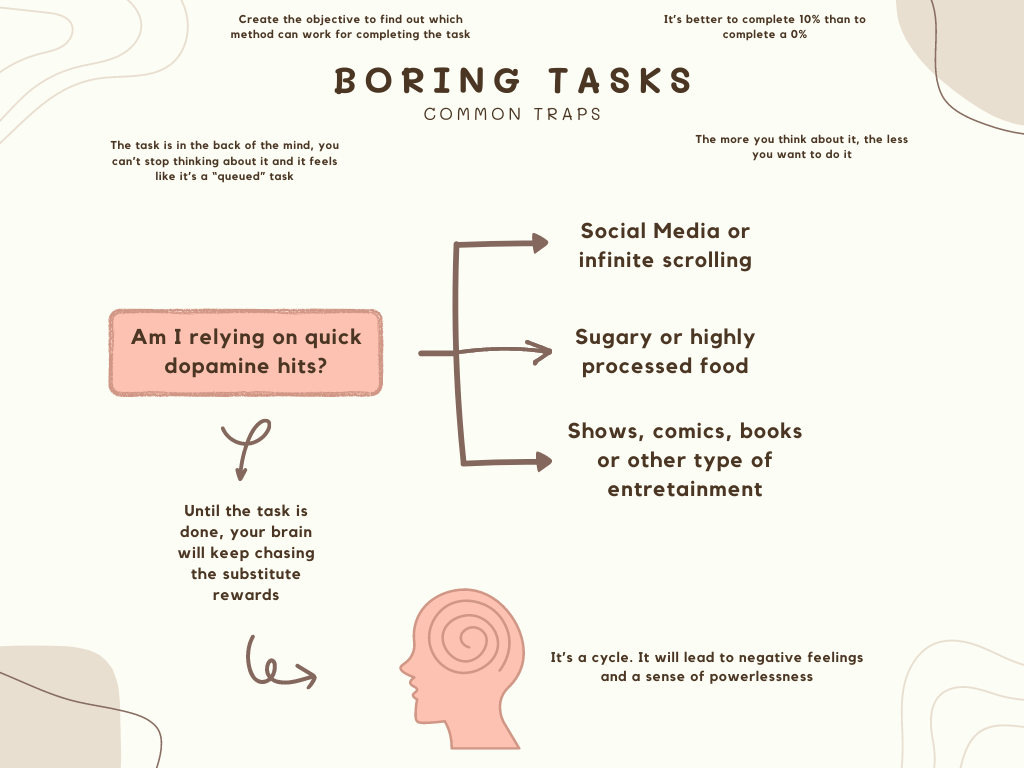 Create the objective to find out which
method can work for completing the task
It's better to complete 10% than to
complete a 0%
BORING TASKS
COMMON TRAPS
The task is in the back of the mind, you
can't stop thinking about it and it feels
like it's a "queued" task
The more you think about it, the less
you want to do it
Social Media or
infinite scrolling
Am I relying on quick
dopamine hits?
Sugary or highly
processed food
Shows, comics, books
or other type of
entretainment
Until the task is
done, your brain
will keep chasing
the substitute
rewards
It's a cycle. It will lead to negative feelings
and a sense of powerlessness